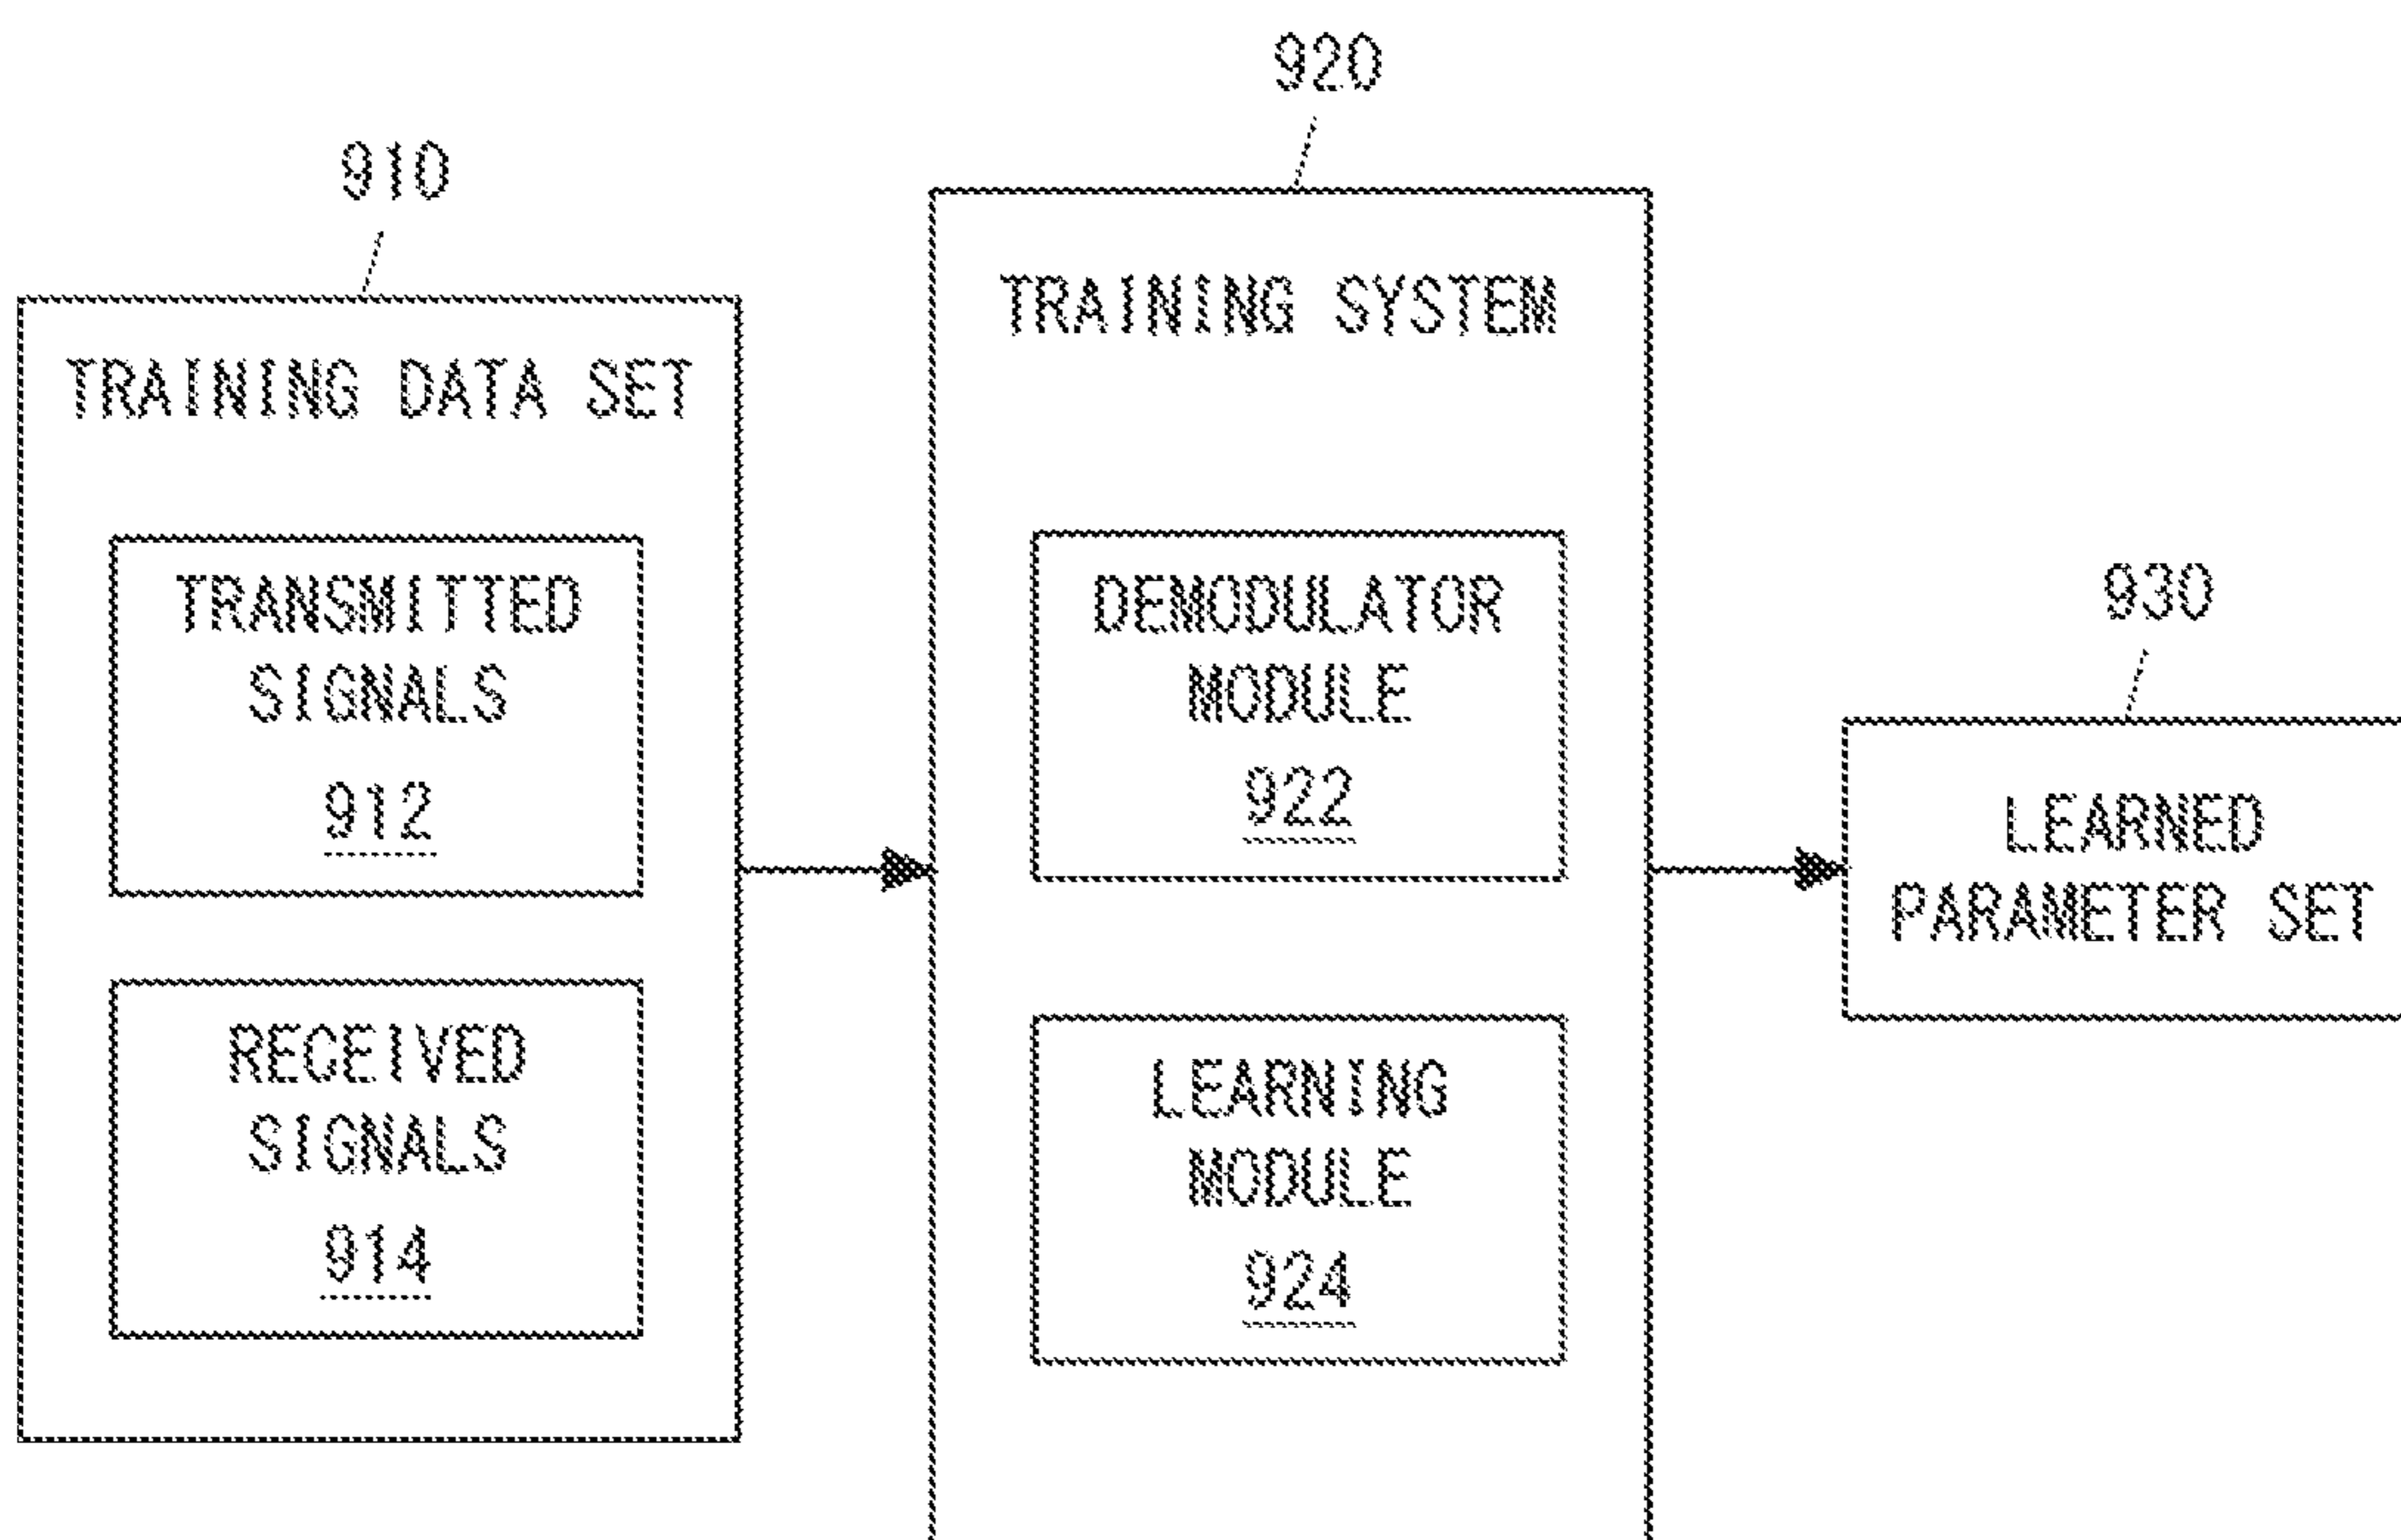 910
TRAINING DATA SET
TRANSMITTED
SIGNALS
912
RECEIVED
SIGNALS
914
920
TRAINING SYSTEM
DEMODULATOR
MODULE
922
LEARNING
MODULE
924
930
LEARNED
PARAMETER SET